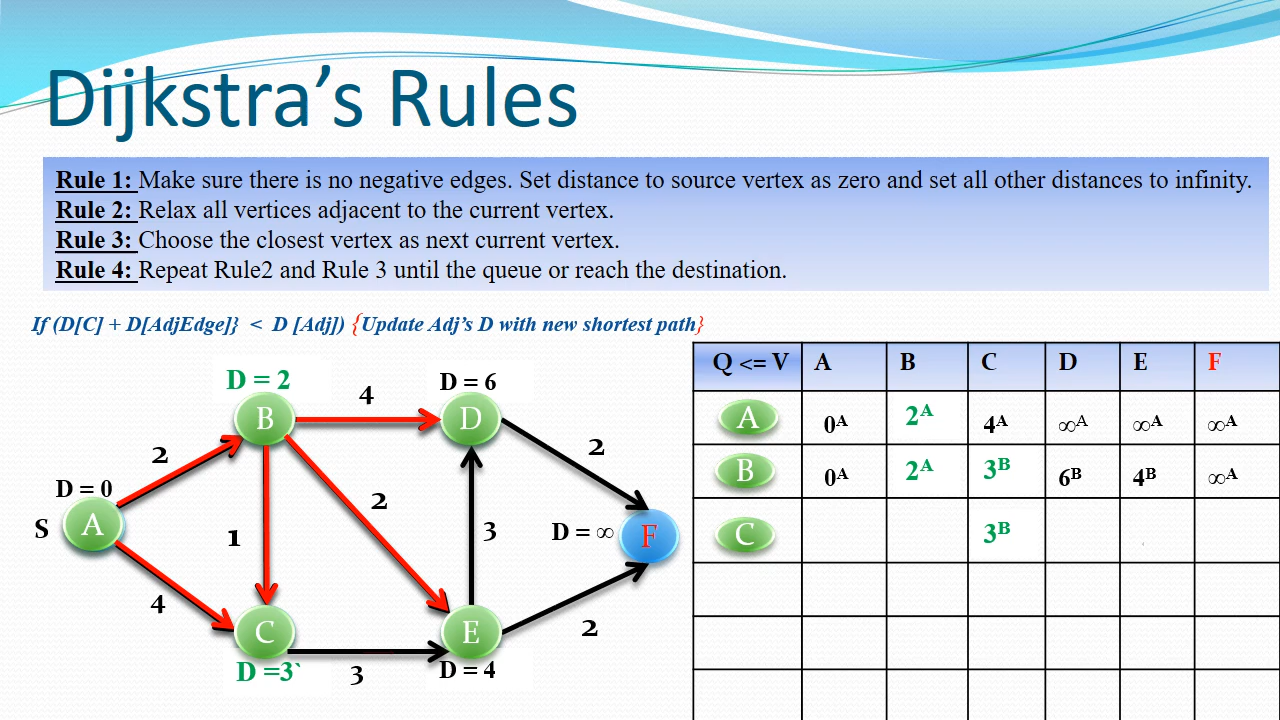 Dijkstra’s Rules
Rule 1: Make sure there is no negative edges. Set distance to source vertex as zero and set all other distances to infinity.
Rule 2: Relax all vertices adjacent to the current vertex.
Rule 3: Choose the closest vertex as next current vertex.
Rule 4: Repeat Rule2 and Rule 3 until the queue or reach the destination.
If (D[C] + D[AdjEdge]} < D [Adj]) {Update Adj’s D with new shortest path}
D = 2
B
4
D = 6
D
2
2
D = 0
S
A
2
1
3
D = ∞
F
4
C
E
2
D =3`
3
D = 4
Q <= V A B C D E F
A 0ᴬ 2ᴬ 4ᴬ ∞ᴬ ∞ᴬ ∞ᴬ
B 0ᴬ 2ᴬ 3ᴮ 6ᴮ 4ᴮ ∞ᴬ
C 3ᴮ